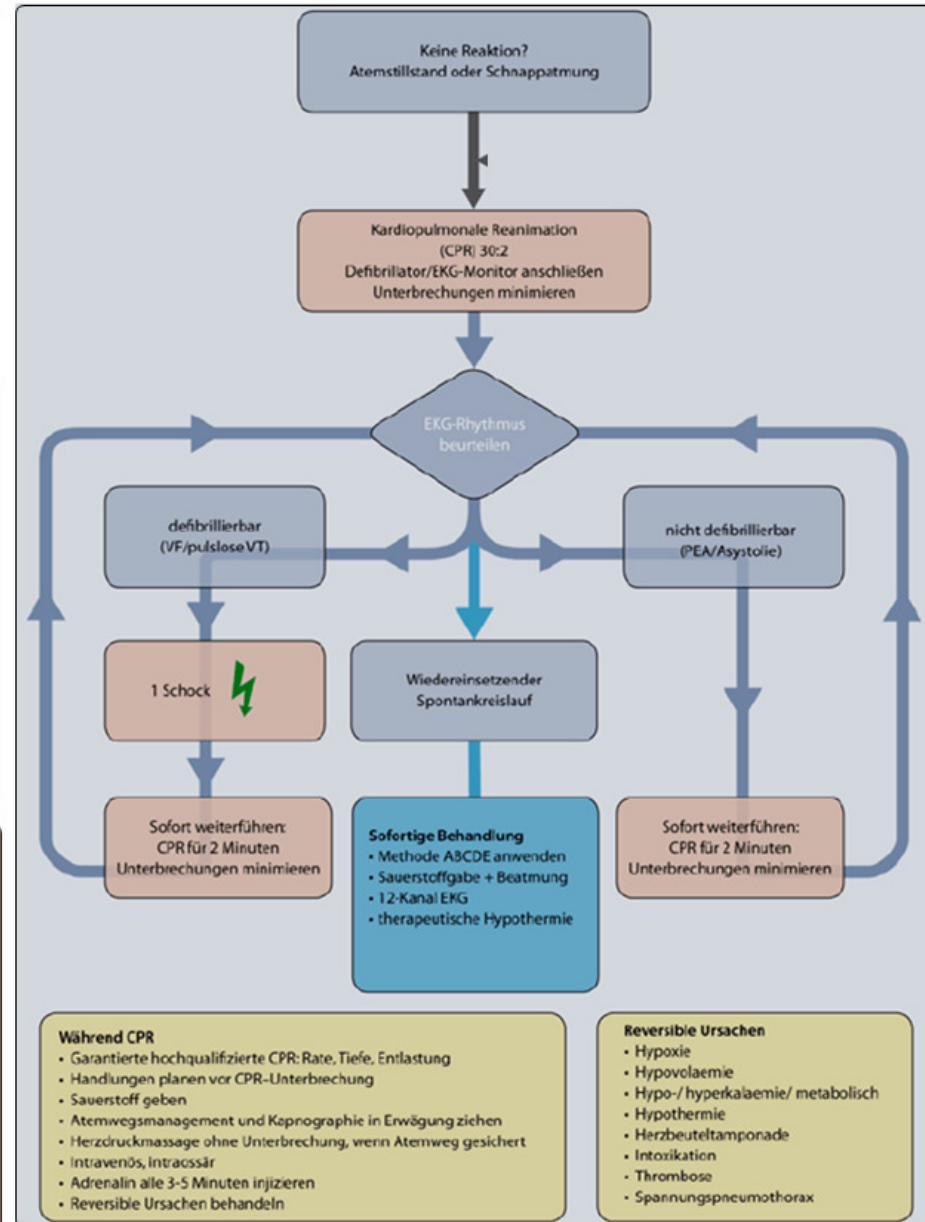 Keine Reaktion?
Atemstillstand oder Schnappatmung
Kardiopulmonale Reanimation
(CPR) 30:2
Defibrillator/EKG-Monitor anschließen
Unterbrechungen minimieren
EKG-Rhythmus
beurteilen
defibrillierbar
(VF/pulslose VT)
nicht defibrillierbar
(PEA/Asystolie)
1 Schock
Wiedereinsetzender
Spontankreislauf
Sofort weiterführen:
CPR für 2 Minuten
Unterbrechungen minimieren
Sofortige Behandlung
• Methode ABCDE anwenden
• Sauerstoffgabe + Beatmung
• 12-Kanal EKG
• therapeutische Hypothermie
Sofort weiterführen:
CPR für 2 Minuten
Unterbrechungen minimieren
Während CPR
• Garantierte hochqualifizierte CPR: Rate, Tiefe, Entlastung
• Handlungen planen vor CPR-Unterbrechung
• Sauerstoff geben
• Atemwegsmanagement und Kapnographie in Erwägung ziehen
• Herzdruckmassage ohne Unterbrechung, wenn Atemweg gesichert
• Intravenös, intraossär
• Adrenalin alle 3-5 Minuten injizieren
• Reversible Ursachen behandeln
Reversible Ursachen
• Hypoxie
• Hypovolaemie
• Hypo-/ hyperkalaemie/ metabolisch
• Hypothermie
• Herzbeuteltamponade
• Intoxikation
• Thrombose
• Spannungspneumothorax